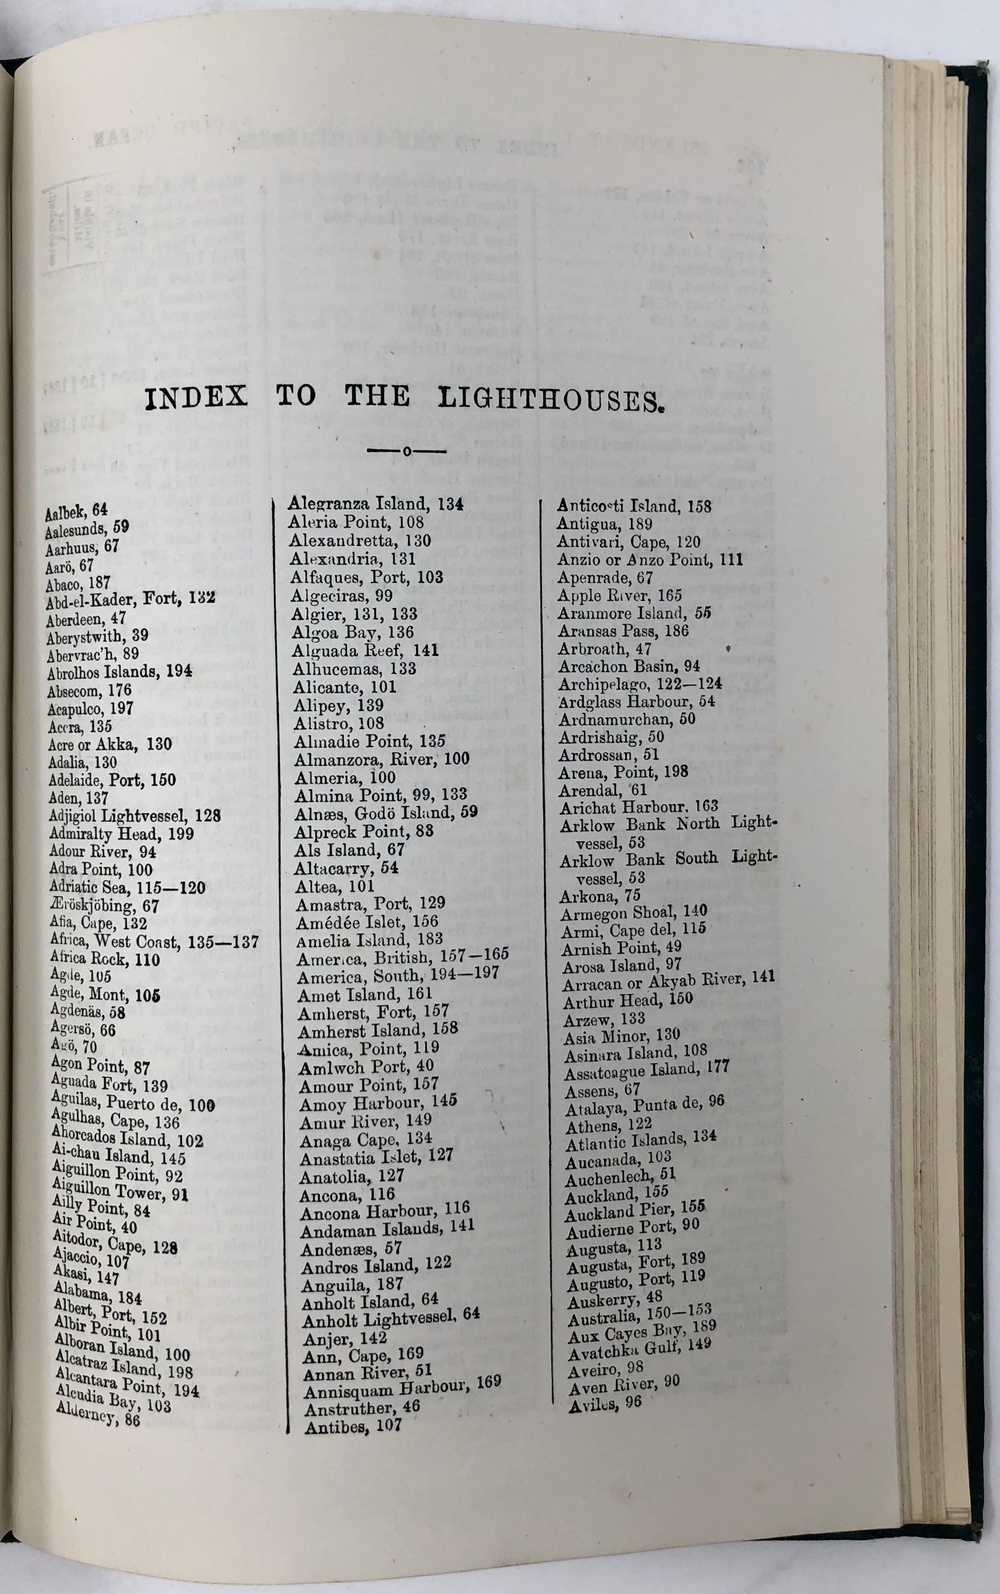 INDEX TO THE LIGHTHOUSES.
Aalbek, 64
Aalesunds, 59
Aarhuus, 67
Aarö, 67
Abaco, 187
Abd-el-Kader, Fort, 132
Aberdeen, 47
Aberystwith, 39
Abervrac'h, 89
Abrolhos Islands, 194
Absecom, 176
Acapulco, 197
Accra, 135
Acre or Akka, 130
Adalia, 130
Adelaide, Port, 150
Aden, 137
Adjigiol Lightvessel, 128
Admiralty Head, 199
Adour River, 94
Adra Point, 100
Adriatic Sea, 115—120
Æröskjöbing, 67
Afia, Cape, 132
Africa, West Coast, 135—137
Africa Rock, 110
Agde, 105
Agde, Mont, 105
Agdenäs, 58
Agersö, 66
Agö, 70
Agon Point, 87
Aguada Fort, 139
Aguilas, Puerto de, 100
Agulhas, Cape, 136
Ahorcados Island, 102
Ai-chau Island, 145
Aiguillon Point, 92
Aiguillon Tower, 91
Ailly Point, 84
Air Point, 40
Aitodor, Cape, 128
Ajaccio, 107
Akasi, 147
Alabama, 184
Albert, Port, 152
Albir Point, 101
Alboran Island, 100
Alcatraz Island, 198
Alcantara Point, 194
Alcudia Bay, 103
Alderney, 86
Alegranza Island, 134
Aleria Point, 108
Alexandretta, 130
Alexandria, 131
Alfaques, Port, 103
Algeciras, 99
Algier, 131, 133
Algoa Bay, 136
Alguada Reef, 141
Alhucemas, 133
Alicante, 101
Alipey, 139
Alistro, 108
Almadie Point, 135
Almanzora, River, 100
Almeria, 100
Almina Point, 99, 133
Alnæs, Godö Island, 59
Alpreck Point, 83
Als Island, 67
Altacarry, 54
Altea, 101
Amastra, Port, 129
Amédée Islet, 156
Amelia Island, 183
America, British, 157—165
America, South, 194—197
Amet Island, 161
Amherst, Fort, 157
Amherst Island, 158
Amica, Point, 119
Amlwch Port, 40
Amour Point, 157
Amoy Harbour, 145
Amur River, 149
Anaga Cape, 134
Anastatia Islet, 127
Anatolia, 127
Ancona, 116
Ancona Harbour, 116
Andaman Islands, 141
Andenæs, 57
Andros Island, 122
Anguila, 187
Anholt Island, 64
Anholt Lightvessel, 64
Anjer, 142
Ann, Cape, 169
Annan River, 51
Annisquam Harbour, 169
Anstruther, 46
Antibes, 107
Anticosti Island, 158
Antigua, 189
Antivari, Cape, 120
Anzio or Anzo Point, 111
Apenrade, 67
Apple River, 165
Aranmore Island, 55
Aransas Pass, 186
Arbroath, 47
Arcachon Basin, 94
Archipelago, 122—124
Ardglass Harbour, 54
Ardnamurchan, 50
Ardrishaig, 50
Ardrossan, 51
Arena, Point, 198
Arendal, 61
Arichat Harbour, 163
Arklow Bank North Light-
vessel, 53
Arklow Bank South Light-
vessel, 53
Arkona, 75
Armegon Shoal, 140
Armi, Cape del, 115
Arnish Point, 49
Arosa Island, 97
Arracan or Akyab River, 141
Arthur Head, 150
Arzew, 133
Asia Minor, 130
Asinara Island, 108
Assateague Island, 177
Assens, 67
Atalaya, Punta de, 96
Athens, 122
Atlantic Islands, 134
Aucanada, 103
Auchenlech, 51
Auckland, 155
Auckland Pier, 155
Audierne Port, 90
Augusta, 113
Augusta, Fort, 189
Augusto, Port, 119
Auskerry, 48
Australia, 150—153
Aux Cayes Bay, 189
Avatchka Gulf, 149
Aveiro, 98
Aven River, 90
Aviles, 96